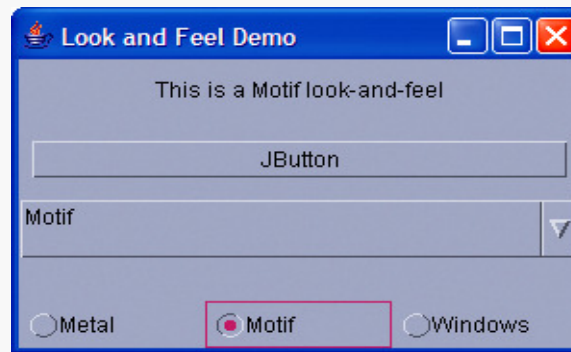 Look and Feel Demo
This is a Motif look-and-feel
JButton
Motif
Metal Motif Windows